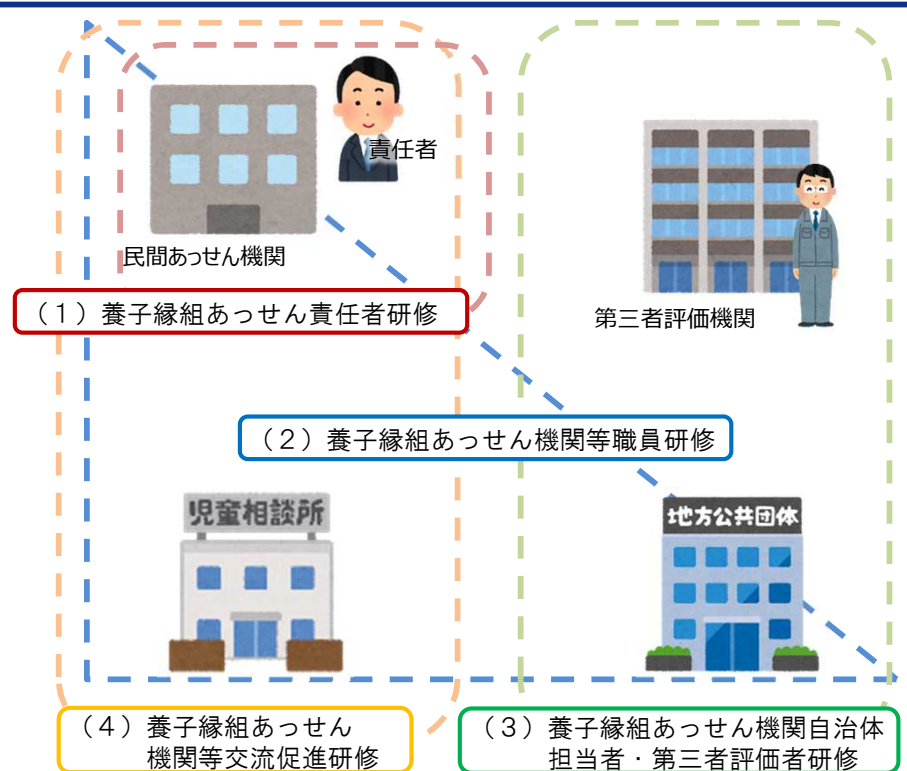 責任者
民間あっせん機関
（１）養子縁組あっせん責任者研修
第三者評価機関
（２）養子縁組あっせん機関等職員研修
児童相談所
地方公共団体
（４）養子縁組あっせん
機関等交流促進研修
（３）養子縁組あっせん機関自治体
担当者・第三者評価者研修